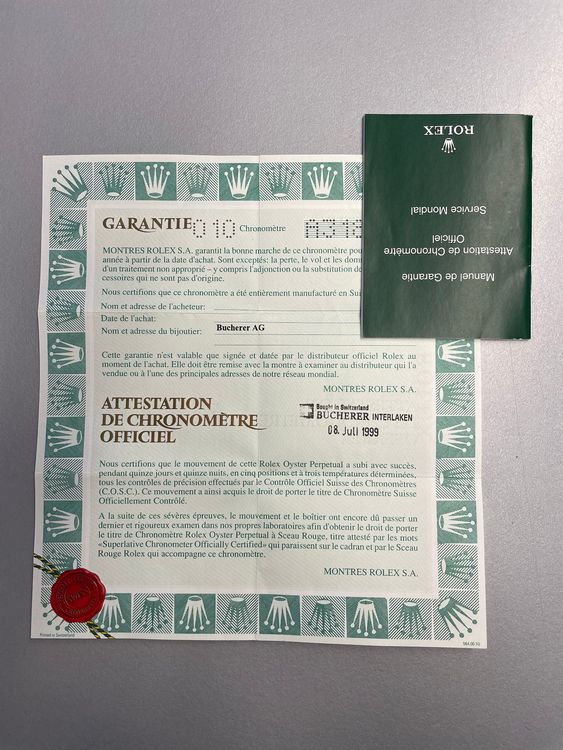 GARANTIE 010 Chronomètre A318
MONTRES ROLEX S.A. garantit la bonne marche de ce chronomètre pou
année à partir de la date d'achat. Sont exceptés: la perte, le vol et les dom
d'un traitement non approprié – y compris l'adjonction ou la substitution de
cessoires qui ne sont pas d'origine.
Nous certifions que ce chronomètre a été entièrement manufacturé en Sui
Nom et adresse de l'acheteur:
Date de l'achat:
Nom et adresse du bijoutier: Bucherer AG
Cette garantie n'est valable que signée et datée par le distributeur officiel Rolex au
moment de l'achat. Elle doit être remise avec la montre à examiner au distributeur qui l'a
vendue ou à l'une des principales adresses de notre réseau mondial.
MONTRES ROLEX S.A.
ATTESTATION
DE CHRONOMÈTRE
OFFICIEL
Bought in Switzerland
BUCHERER INTERLAKEN
08. Juli 1999
Nous certifions que le mouvement de cette Rolex Oyster Perpetual a subi avec succès,
pendant quinze jours et quinze nuits, en cinq positions et à trois températures déterminées,
tous les contrôles de précision effectués par le Contrôle Officiel Suisse des Chronomètres
(C.O.S.C.). Ce mouvement a ainsi acquis le droit de porter le titre de Chronomètre Suisse
Officiellement Contrôlé.
A la suite de ces sévères épreuves, le mouvement et le boîtier ont encore dû passer un
dernier et rigoureux examen dans nos propres laboratoires afin d'obtenir le droit de porter
le titre de Chronomètre Rolex Oyster Perpetual à Sceau Rouge, titre attesté par les mots
«Superlative Chronometer Officially Certified» qui paraissent sur le cadran et par le Sceau
Rouge Rolex qui accompagne ce chronomètre.
MONTRES ROLEX S.A.
Printed in Switzerland
564.00.10
ROLEX
Manuel de Garantie
Attestation de Chronomètre
Officiel
Service Mondial